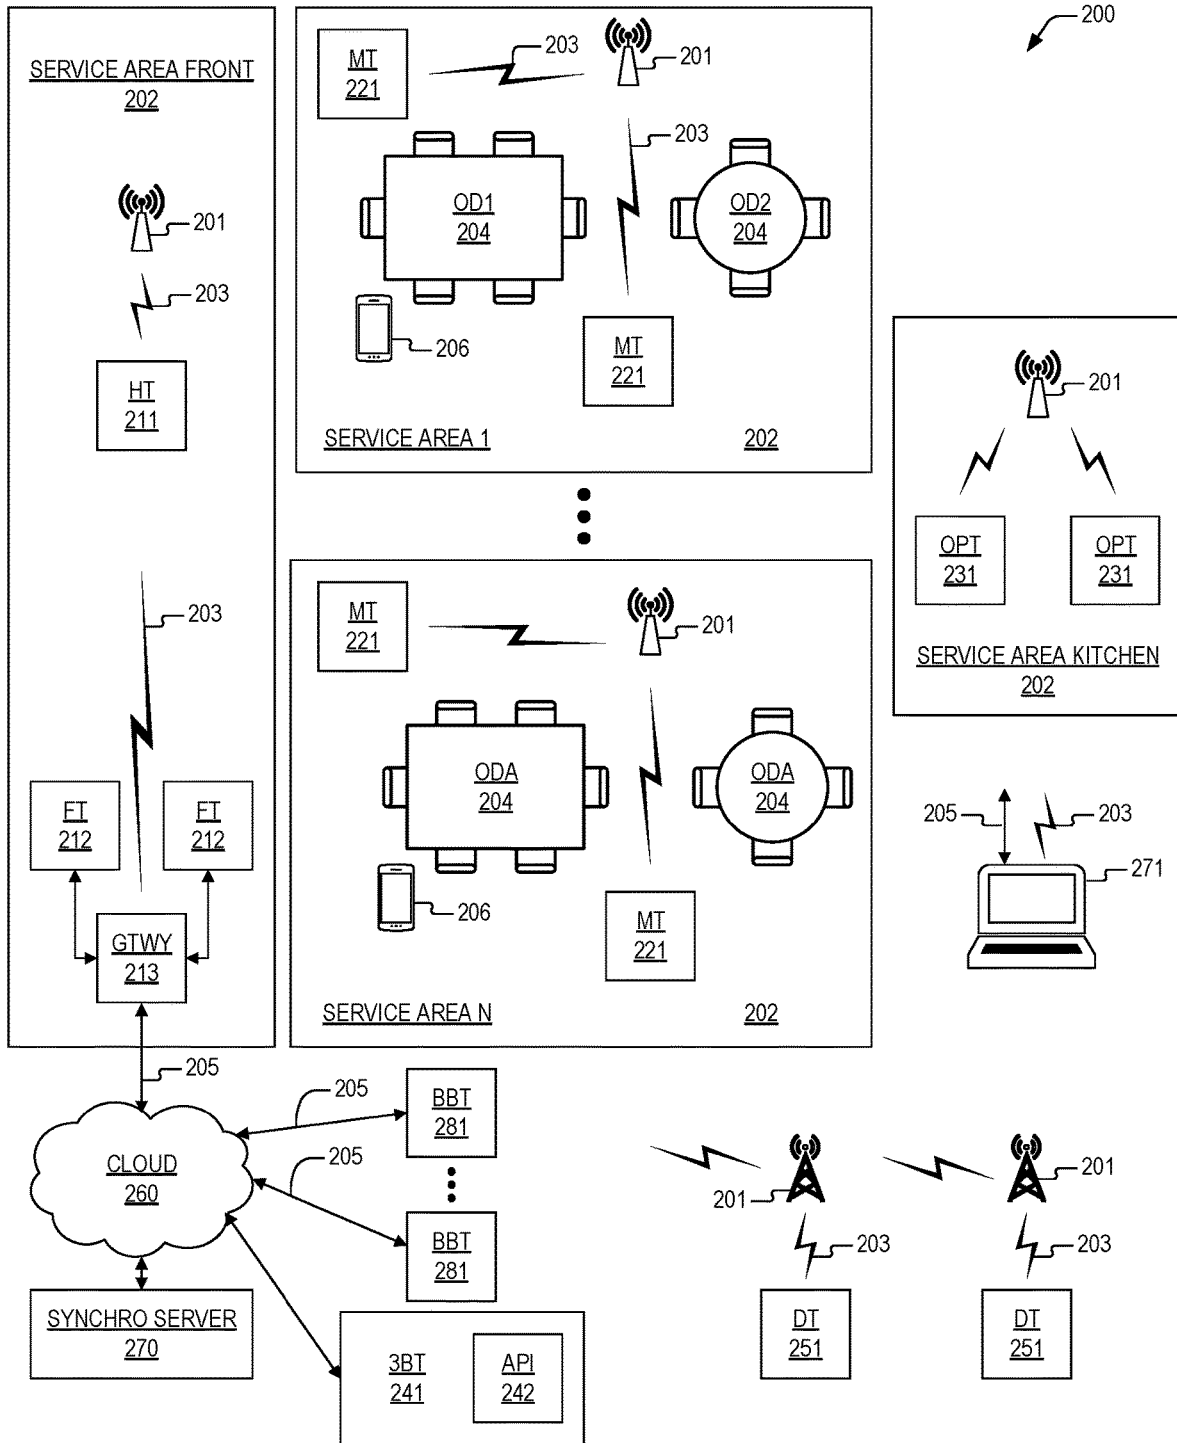 200
SERVICE AREA FRONT
202
201
203
HT
211
203
FT
212
FT
212
GTWY
213
205
MT
221
203
201
203
OD1
204
OD2
204
206
MT
221
SERVICE AREA 1
202
MT
221
201
ODA
204
ODA
204
206
MT
221
SERVICE AREA N
202
201
OPT
231
OPT
231
SERVICE AREA KITCHEN
202
205
203
271
CLOUD
260
205
BBT
281
205
BBT
281
SYNCHRO SERVER
270
3BT
241
API
242
201
201
203
203
DT
251
DT
251